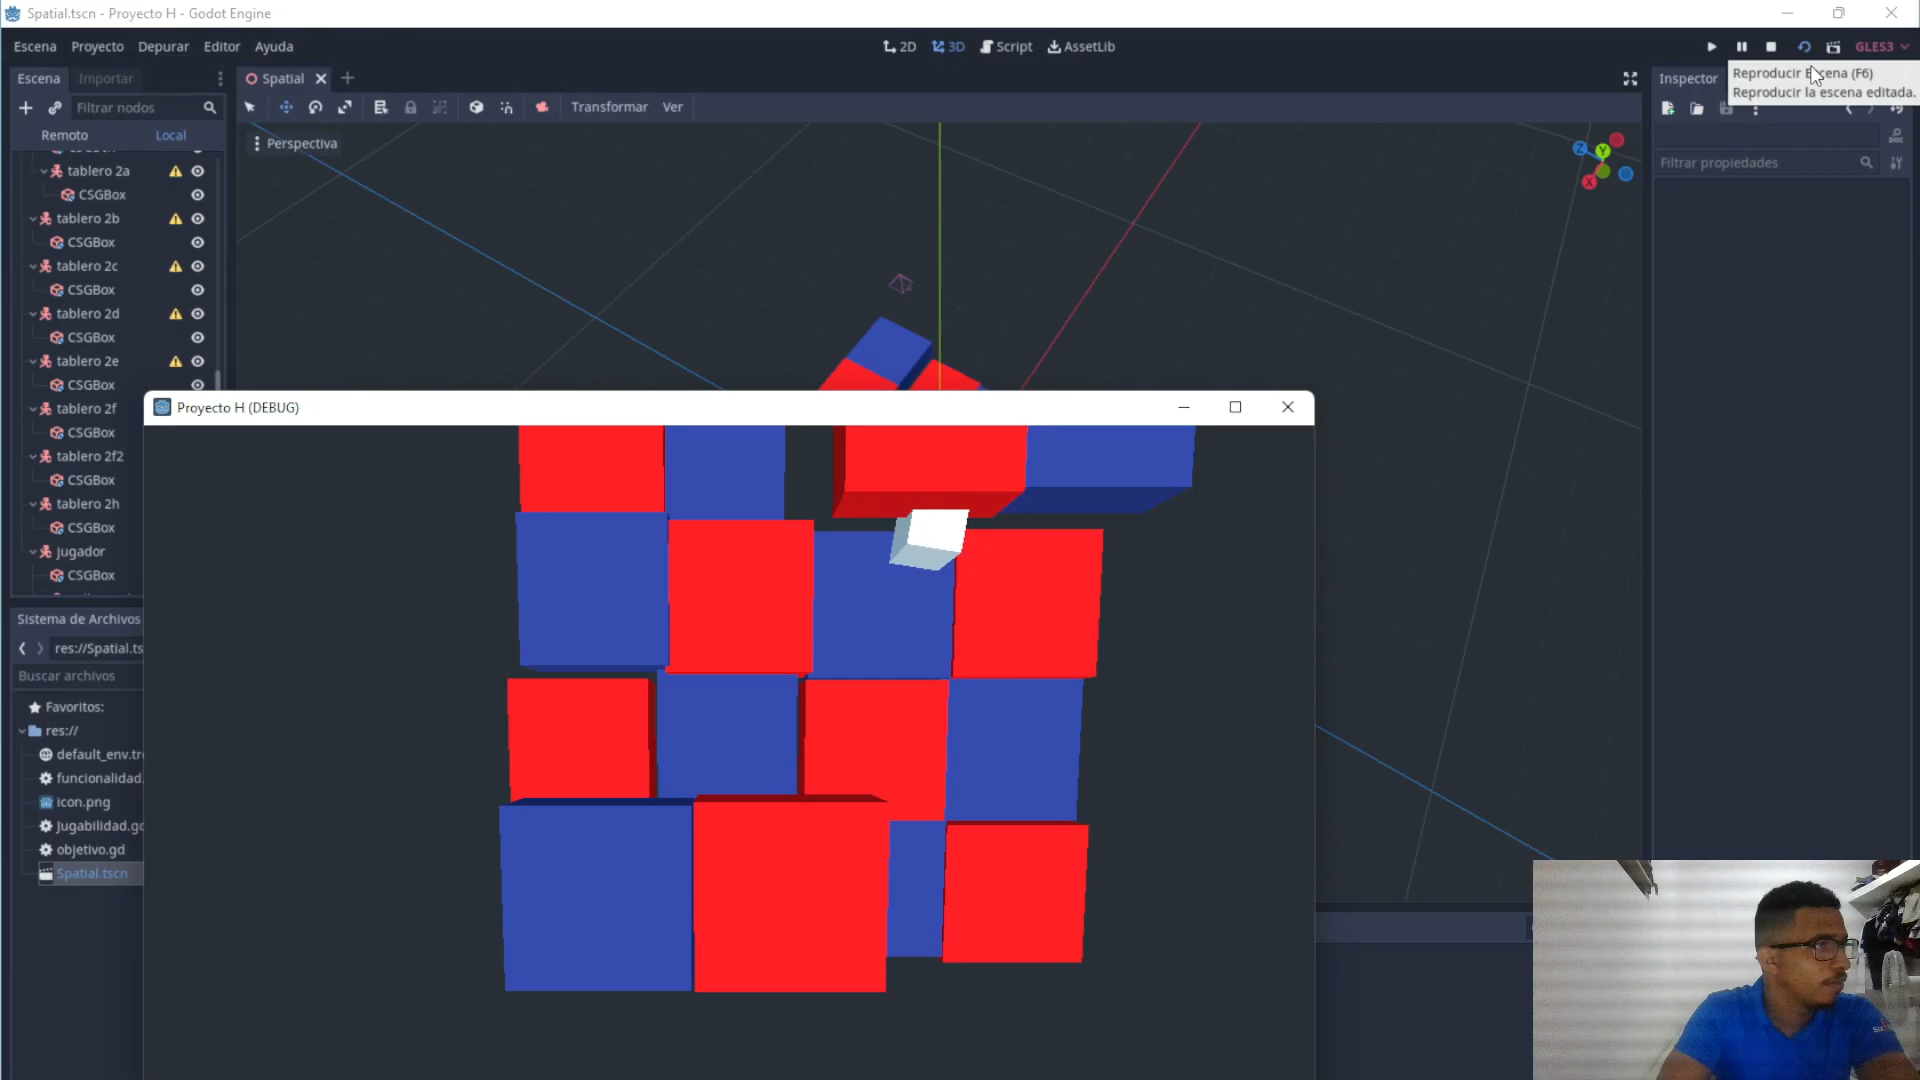 Spatial.tscn - Proyecto H - Godot Engine
Escena Proyecto Depurar Editor Ayuda
2D 3D Script AssetLib
GLES3
Escena Importar
Spatial
Inspector
Reproducir Escena (F6)
Reproducir la escena editada.
Filtrar nodos
Transformar Ver
Remoto Local
Perspectiva
Filtrar propiedades
DOC
Y
Z
X
tablero 2a
CSGBox
tablero 2b
CSGBox
tablero 2c
CSGBox
tablero 2d
CSGBox
tablero 2e
CSGBox
tablero 2f
CSGBox
tablero 2f2
CSGBox
tablero 2h
CSGBox
jugador
CSGBox
Proyecto H (DEBUG)
Sistema de Archivos
res://Spatial.ts
Buscar archivos
Favoritos:
res://
default_env.tr
funcionalidad.
icon.png
Jugabilidad.gd
objetivo.gd
Spatial.tscn